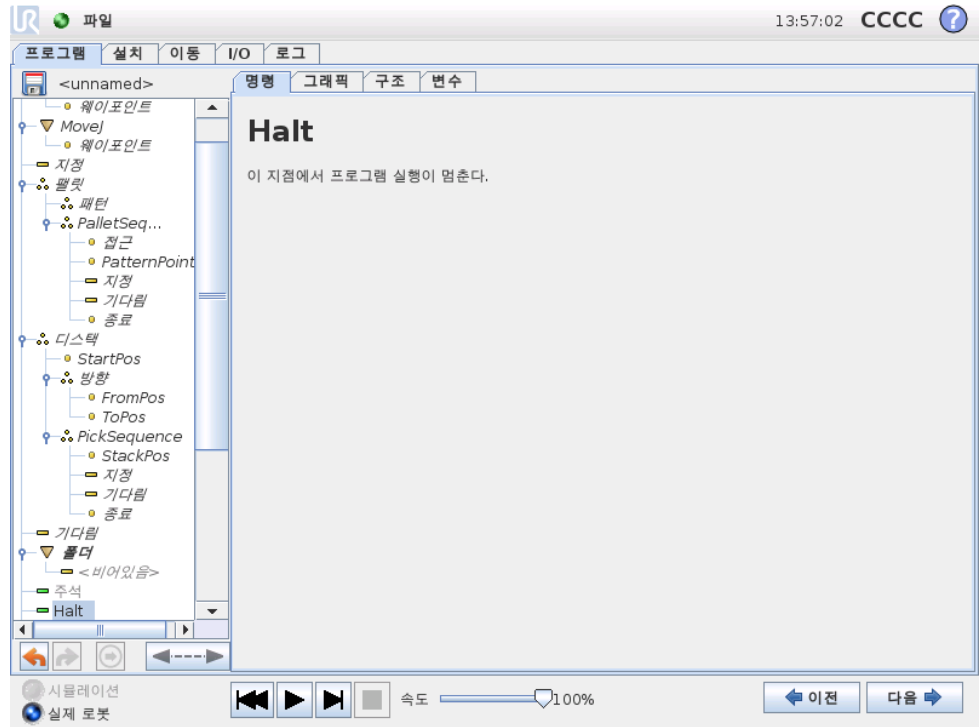 UR 파일 13:57:02 CCCC ?
프로그램 설치 이동 I/O 로그
<unnamed>
명령 그래픽 구조 변수
웨이포인트
MoveJ
웨이포인트
지정
팰릿
패턴
PalletSeq...
접근
PatternPoint
지정
기다림
종료
디스택
StartPos
방향
FromPos
ToPos
PickSequence
StackPos
지정
기다림
종료
기다림
폴더
<비어있음>
주석
Halt
Halt
이 지점에서 프로그램 실행이 멈춘다.
시뮬레이션
실제 로봇
속도 100%
이전 다음